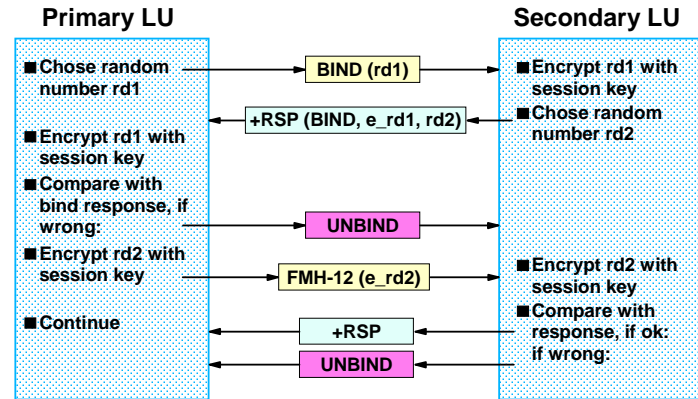 Primary LU
Secondary LU
■Chose random
number rd1
BIND (rd1)
■Encrypt rd1 with
session key
+RSP (BIND, e_rd1, rd2)
■Chose random
number rd2
■Encrypt rd1 with
session key
■Compare with
bind response, if
wrong:
UNBIND
■Encrypt rd2 with
session key
FMH-12 (e_rd2)
■Encrypt rd2 with
session key
■Compare with
response, if ok:
if wrong:
■Continue
+RSP
UNBIND